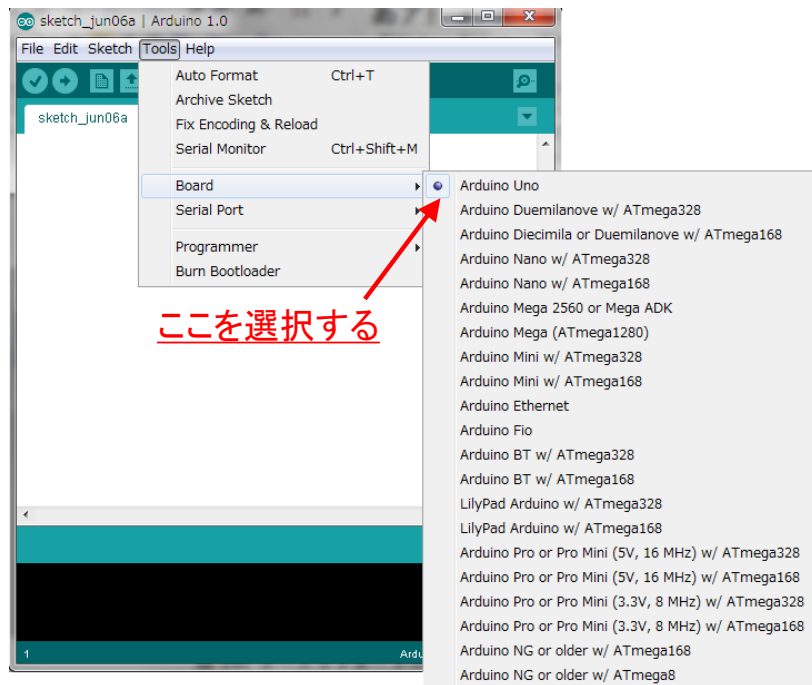 sketch_jun06a | Arduino 1.0
File Edit Sketch Tools Help
Auto Format Ctrl+T
Archive Sketch
sketch_jun06a
Fix Encoding & Reload
Serial Monitor Ctrl+Shift+M
Board
Serial Port
Programmer
Burn Bootloader
ここを選択する
Arduino Uno
Arduino Duemilanove w/ ATmega328
Arduino Diecimila or Duemilanove w/ ATmega168
Arduino Nano w/ ATmega328
Arduino Nano w/ ATmega168
Arduino Mega 2560 or Mega ADK
Arduino Mega (ATmega1280)
Arduino Mini w/ ATmega328
Arduino Mini w/ ATmega168
Arduino Ethernet
Arduino Fio
Arduino BT w/ ATmega328
Arduino BT w/ ATmega168
LilyPad Arduino w/ ATmega328
LilyPad Arduino w/ ATmega168
Arduino Pro or Pro Mini (5V, 16 MHz) w/ ATmega328
Arduino Pro or Pro Mini (5V, 16 MHz) w/ ATmega168
Arduino Pro or Pro Mini (3.3V, 8 MHz) w/ ATmega328
Arduino Pro or Pro Mini (3.3V, 8 MHz) w/ ATmega168
Arduino NG or older w/ ATmega168
Arduino NG or older w/ ATmega8
1 Ardu